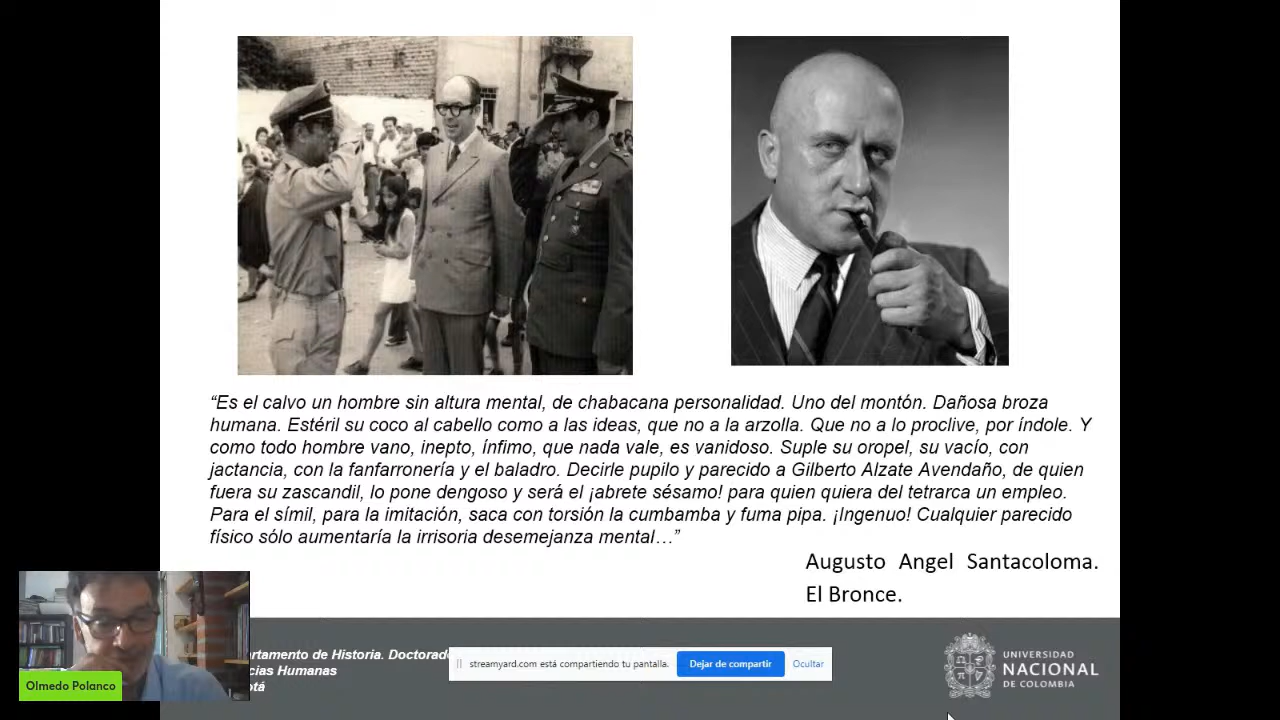 “Es el calvo un hombre sin altura mental, de chabacana personalidad. Uno del montón. Dañosa broza
humana. Estéril su coco al cabello como a las ideas, que no a la arzolla. Que no a lo proclive, por índole. Y
como todo hombre vano, inepto, ínfimo, que nada vale, es vanidoso. Suple su oropel, su vacío, con
jactancia, con la fanfarronería y el baladro. Decirle pupilo y parecido a Gilberto Alzate Avendaño, de quien
fuera su zascandil, lo pone dengoso y será el ¡abrete sésamo! para quien quiera del tetrarca un empleo.
Para el símil, para la imitación, saca con torsión la cumbamba y fuma pipa. ¡Ingenuo! Cualquier parecido
físico sólo aumentaría la irrisoria desemejanza mental…”
Augusto Angel Santacoloma.
El Bronce.
artamento de Historia. Doctorado
cias Humanas
otá
streamyard.com está compartiendo tu pantalla.
Dejar de compartir
Ocultar
UNIVERSIDAD
NACIONAL
DE COLOMBIA
Olmedo Polanco